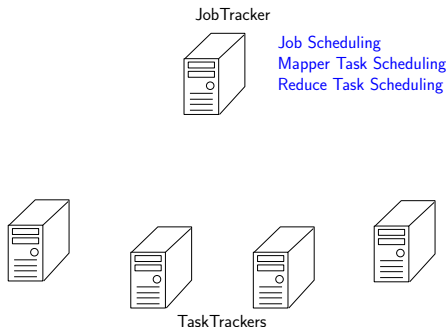 JobTracker
Job Scheduling
Mapper Task Scheduling
Reduce Task Scheduling
TaskTrackers